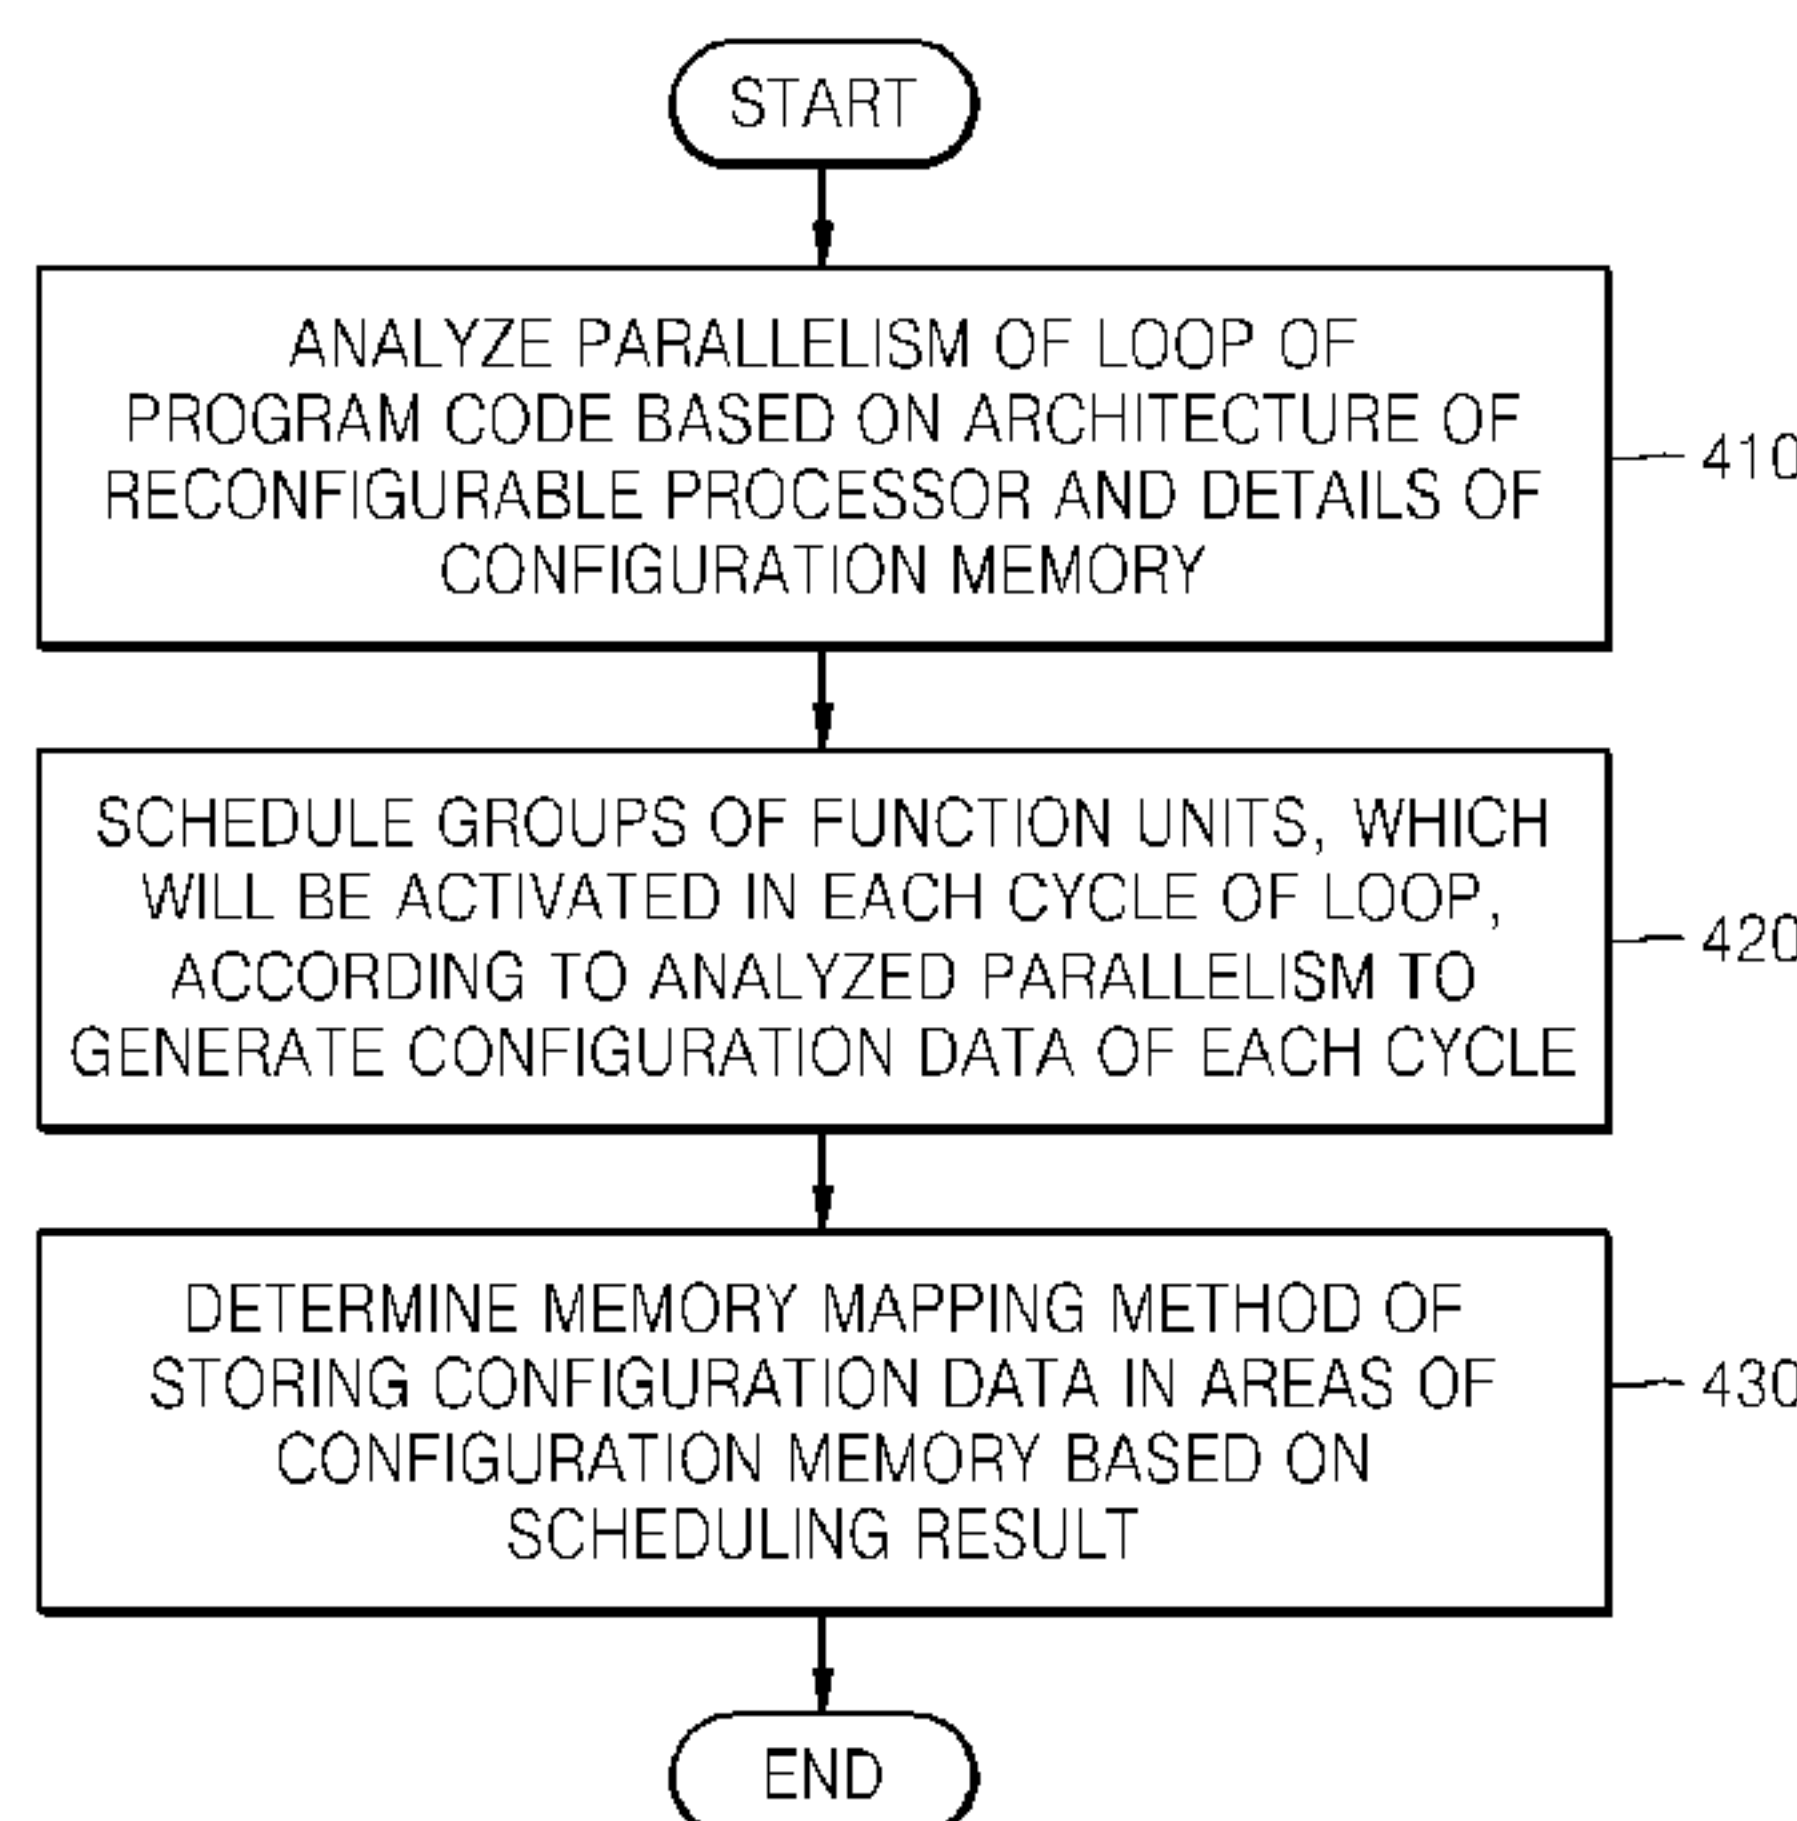 START
ANALYZE PARALLELISM OF LOOP OF
PROGRAM CODE BASED ON ARCHITECTURE OF
RECONFIGURABLE PROCESSOR AND DETAILS OF
CONFIGURATION MEMORY
410
SCHEDULE GROUPS OF FUNCTION UNITS, WHICH
WILL BE ACTIVATED IN EACH CYCLE OF LOOP,
ACCORDING TO ANALYZED PARALLELISM TO
GENERATE CONFIGURATION DATA OF EACH CYCLE
420
DETERMINE MEMORY MAPPING METHOD OF
STORING CONFIGURATION DATA IN AREAS OF
CONFIGURATION MEMORY BASED ON
SCHEDULING RESULT
430
END